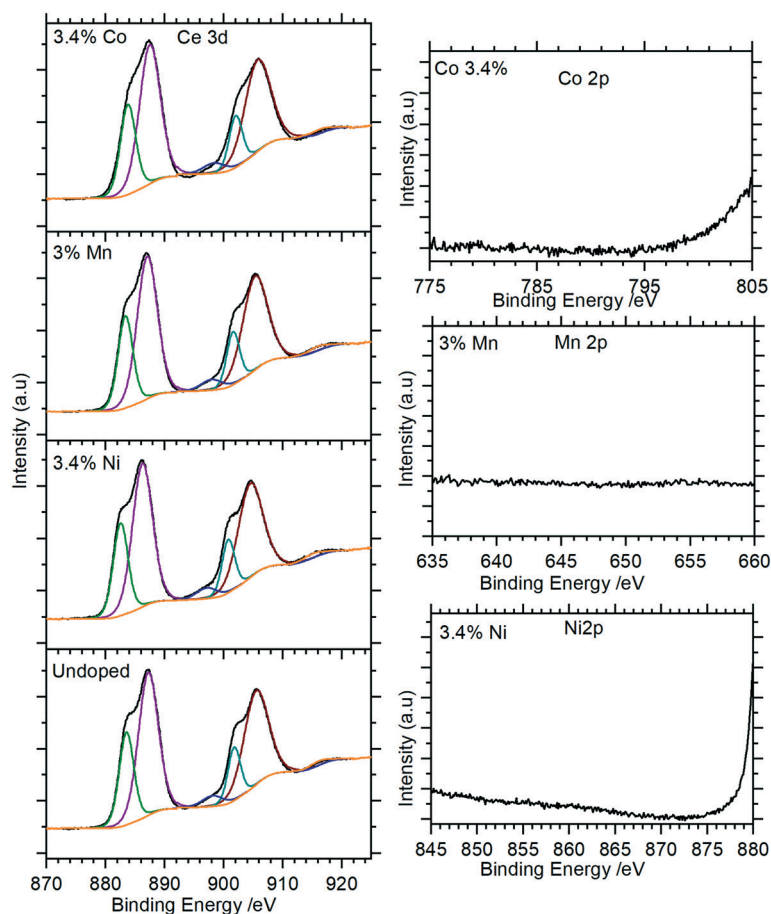 3.4% Co Ce 3d
3% Mn
3.4% Ni
Undoped
Intensity (a.u)
870 880 890 900 910 920
Binding Energy /eV
Co 3.4% Co 2p
Intensity (a.u)
775 785 795 805
Binding Energy /eV
3% Mn Mn 2p
Intensity (a.u)
635 640 645 650 655 660
Binding Energy /eV
3.4% Ni Ni2p
Intensity (a.u)
845 850 855 860 865 870 875 880
Binding Energy /eV